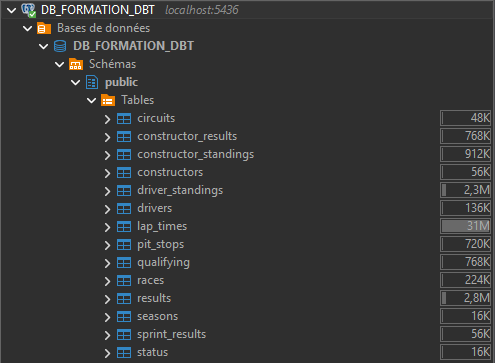 DB_FORMATION_DBT localhost:5436
Bases de données
DB_FORMATION_DBT
Schémas
public
Tables
circuits 48K
constructor_results 768K
constructor_standings 912K
constructors 56K
driver_standings 2,3M
drivers 136K
lap_times 31M
pit_stops 720K
qualifying 768K
races 224K
results 2,8M
seasons 16K
sprint_results 56K
status 16K